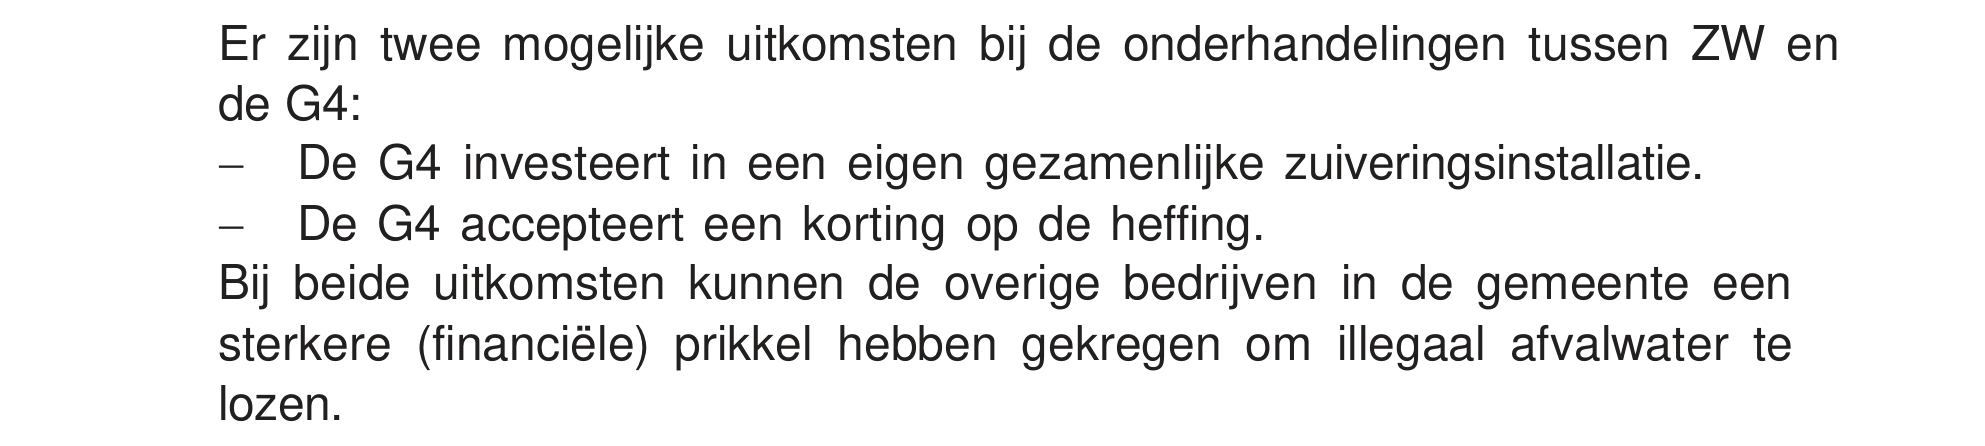 Er zijn twee mogelijke uitkomsten bij de onderhandelingen tussen ZW en
de G4:
− De G4 investeert in een eigen gezamenlijke zuiveringsinstallatie.
− De G4 accepteert een korting op de heffing.
Bij beide uitkomsten kunnen de overige bedrijven in de gemeente een
sterkere (financiële) prikkel hebben gekregen om illegaal afvalwater te
lozen.